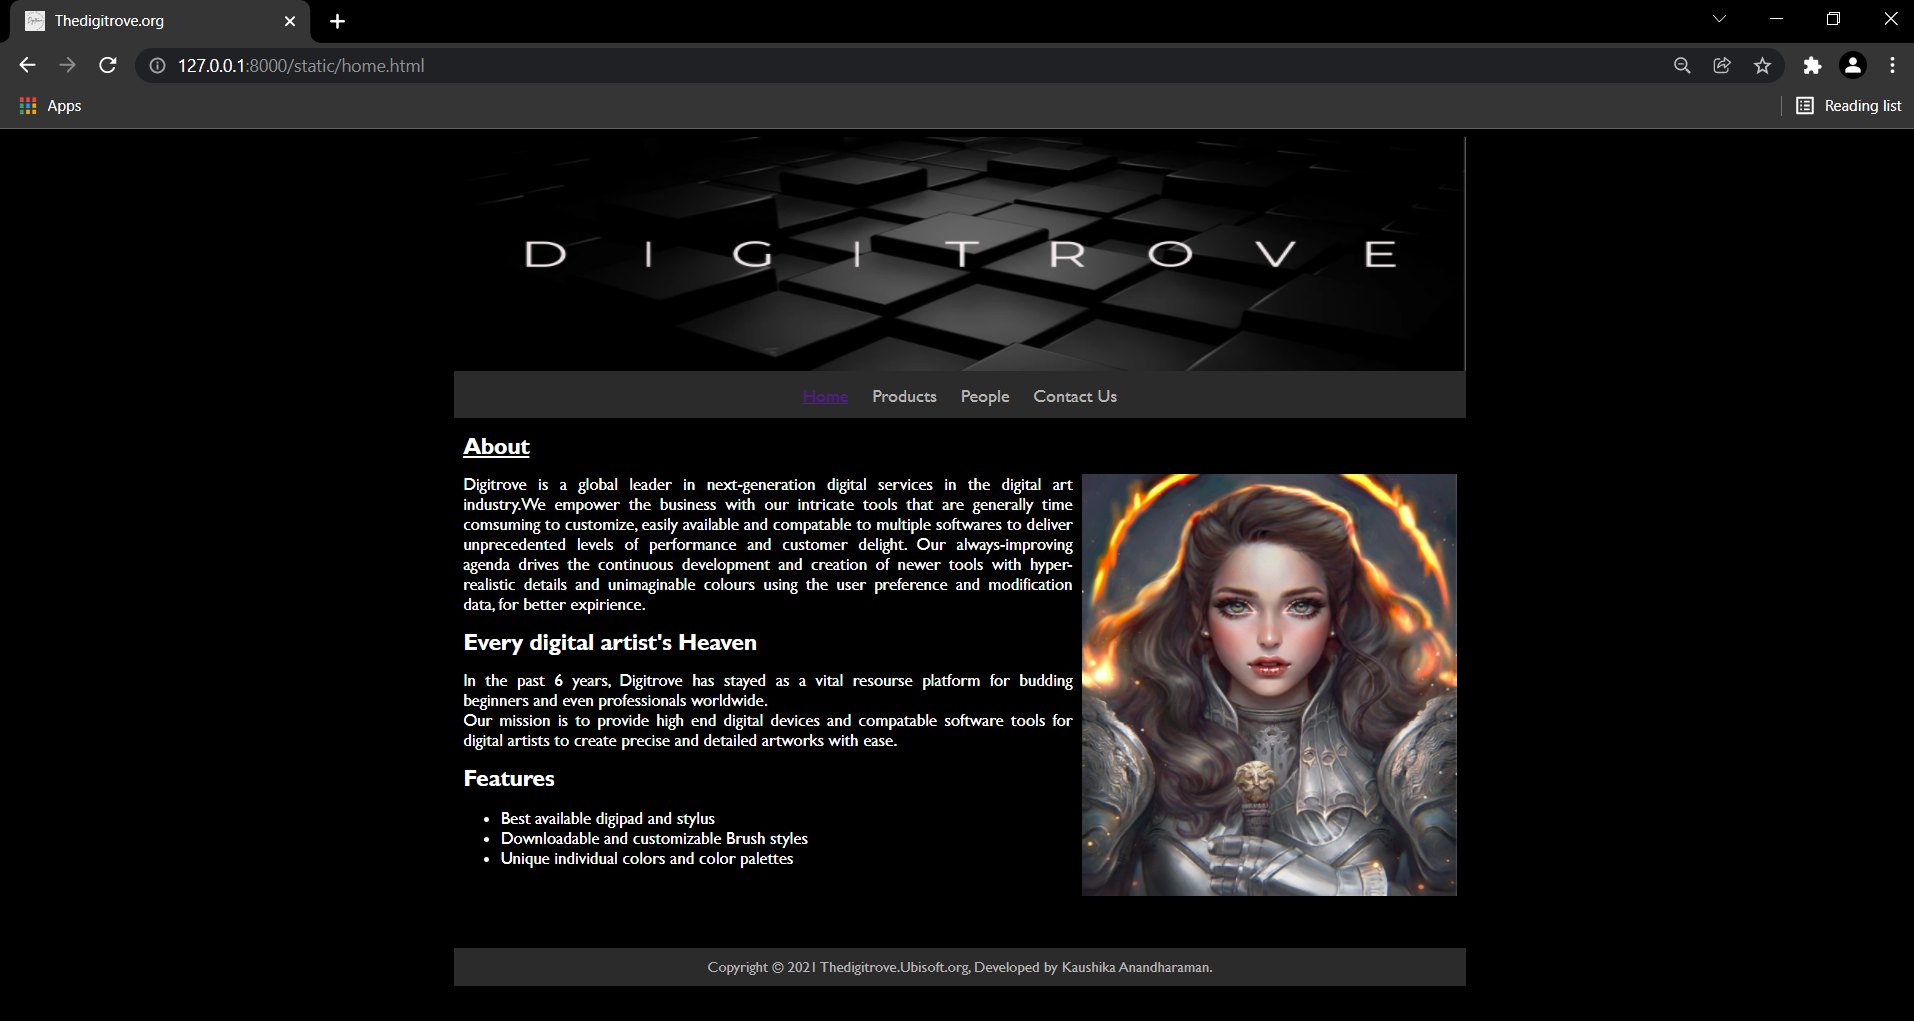 Thedigitrove.org
127.0.0.1:8000/static/home.html
Apps
Reading list
DIGITROVE
Home Products People Contact Us
About
Digitrove is a global leader in next-generation digital services in the digital art
industry.We empower the business with our intricate tools that are generally time
comsuming to customize, easily available and compatable to multiple softwares to deliver
unprecedented levels of performance and customer delight. Our always-improving
agenda drives the continuous development and creation of newer tools with hyper-
realistic details and unimaginable colours using the user preference and modification
data, for better expirience.
Every digital artist's Heaven
In the past 6 years, Digitrove has stayed as a vital resourse platform for budding
beginners and even professionals worldwide.
Our mission is to provide high end digital devices and compatable software tools for
digital artists to create precise and detailed artworks with ease.
Features
• Best available digipad and stylus
• Downloadable and customizable Brush styles
• Unique individual colors and color palettes
Copyright © 2021 Thedigitrove.Ubisoft.org, Developed by Kaushika Anandharaman.